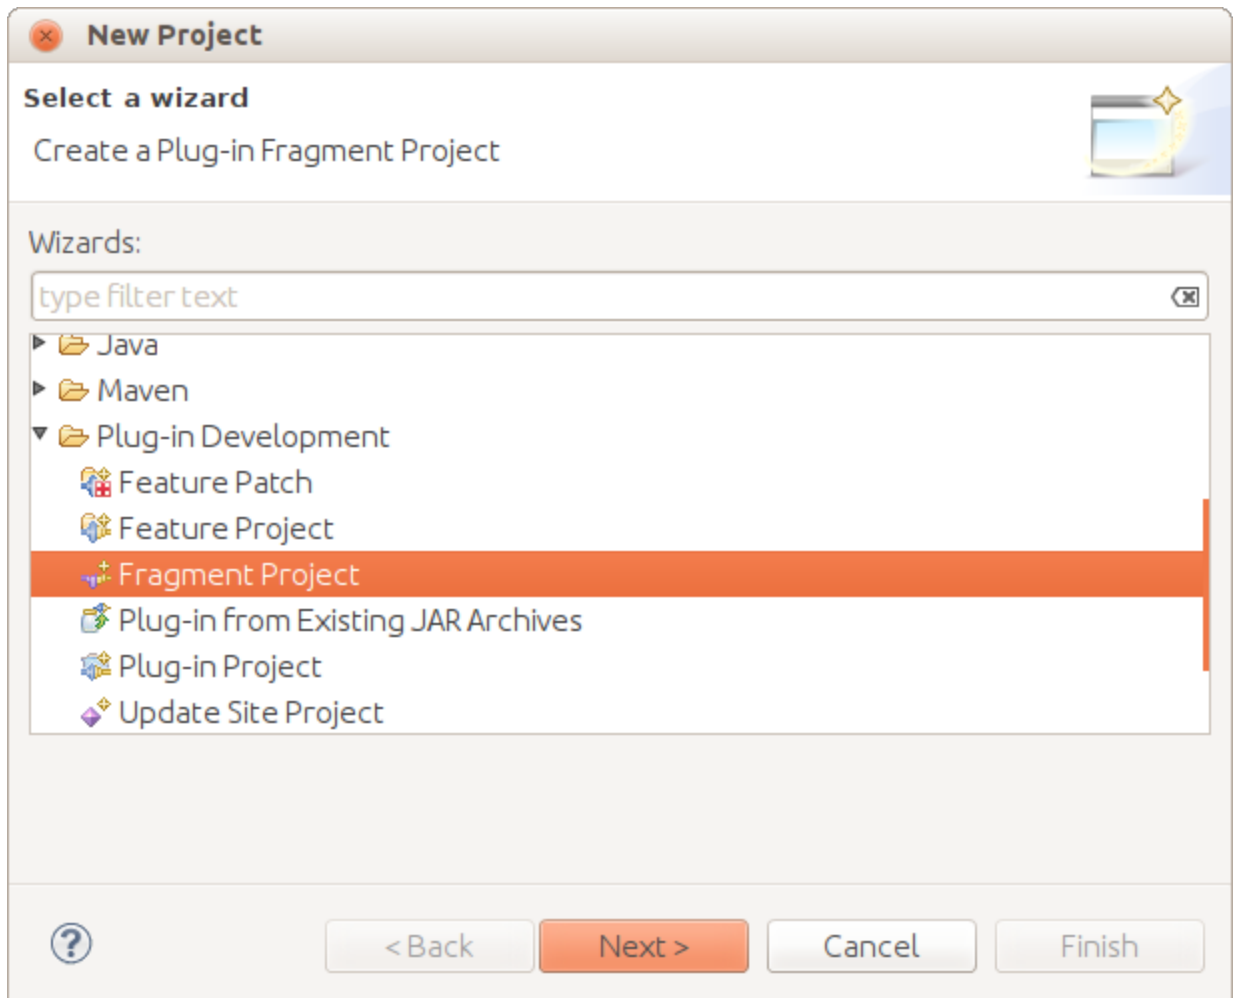 New Project
Select a wizard
Create a Plug-in Fragment Project
Wizards:
type filter text
Java
Maven
Plug-in Development
Feature Patch
Feature Project
Fragment Project
Plug-in from Existing JAR Archives
Plug-in Project
Update Site Project
?
< Back
Next >
Cancel
Finish